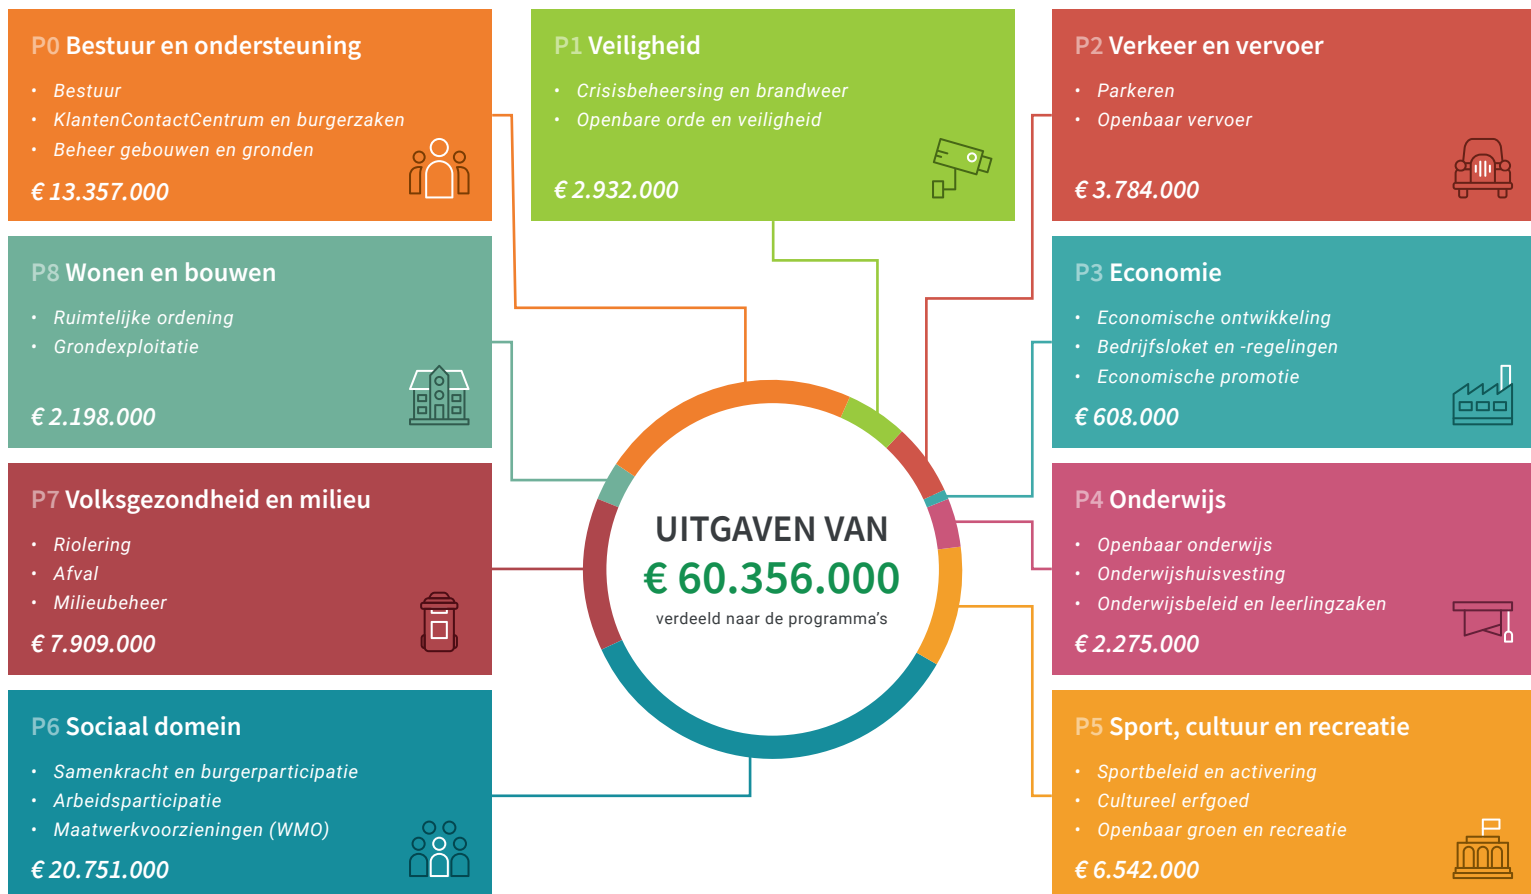 P0 Bestuur en ondersteuning
• Bestuur
• KlantenContactCentrum en burgerzaken
• Beheer gebouwen en gronden
€ 13.357.000
P1 Veiligheid
• Crisisbeheersing en brandweer
• Openbare orde en veiligheid
€ 2.932.000
P2 Verkeer en vervoer
• Parkeren
• Openbaar vervoer
€ 3.784.000
P8 Wonen en bouwen
• Ruimtelijke ordening
• Grondexploitatie
€ 2.198.000
P3 Economie
• Economische ontwikkeling
• Bedrijfsloket en -regelingen
• Economische promotie
€ 608.000
P7 Volksgezondheid en milieu
• Riolering
• Afval
• Milieubeheer
€ 7.909.000
UITGAVEN VAN
€ 60.356.000
verdeeld naar de programma's
P4 Onderwijs
• Openbaar onderwijs
• Onderwijshuisvesting
• Onderwijsbeleid en leerlingzaken
€ 2.275.000
P6 Sociaal domein
• Samenkracht en burgerparticipatie
• Arbeidsparticipatie
• Maatwerkvoorzieningen (WMO)
€ 20.751.000
P5 Sport, cultuur en recreatie
• Sportbeleid en activering
• Cultureel erfgoed
• Openbaar groen en recreatie
€ 6.542.000